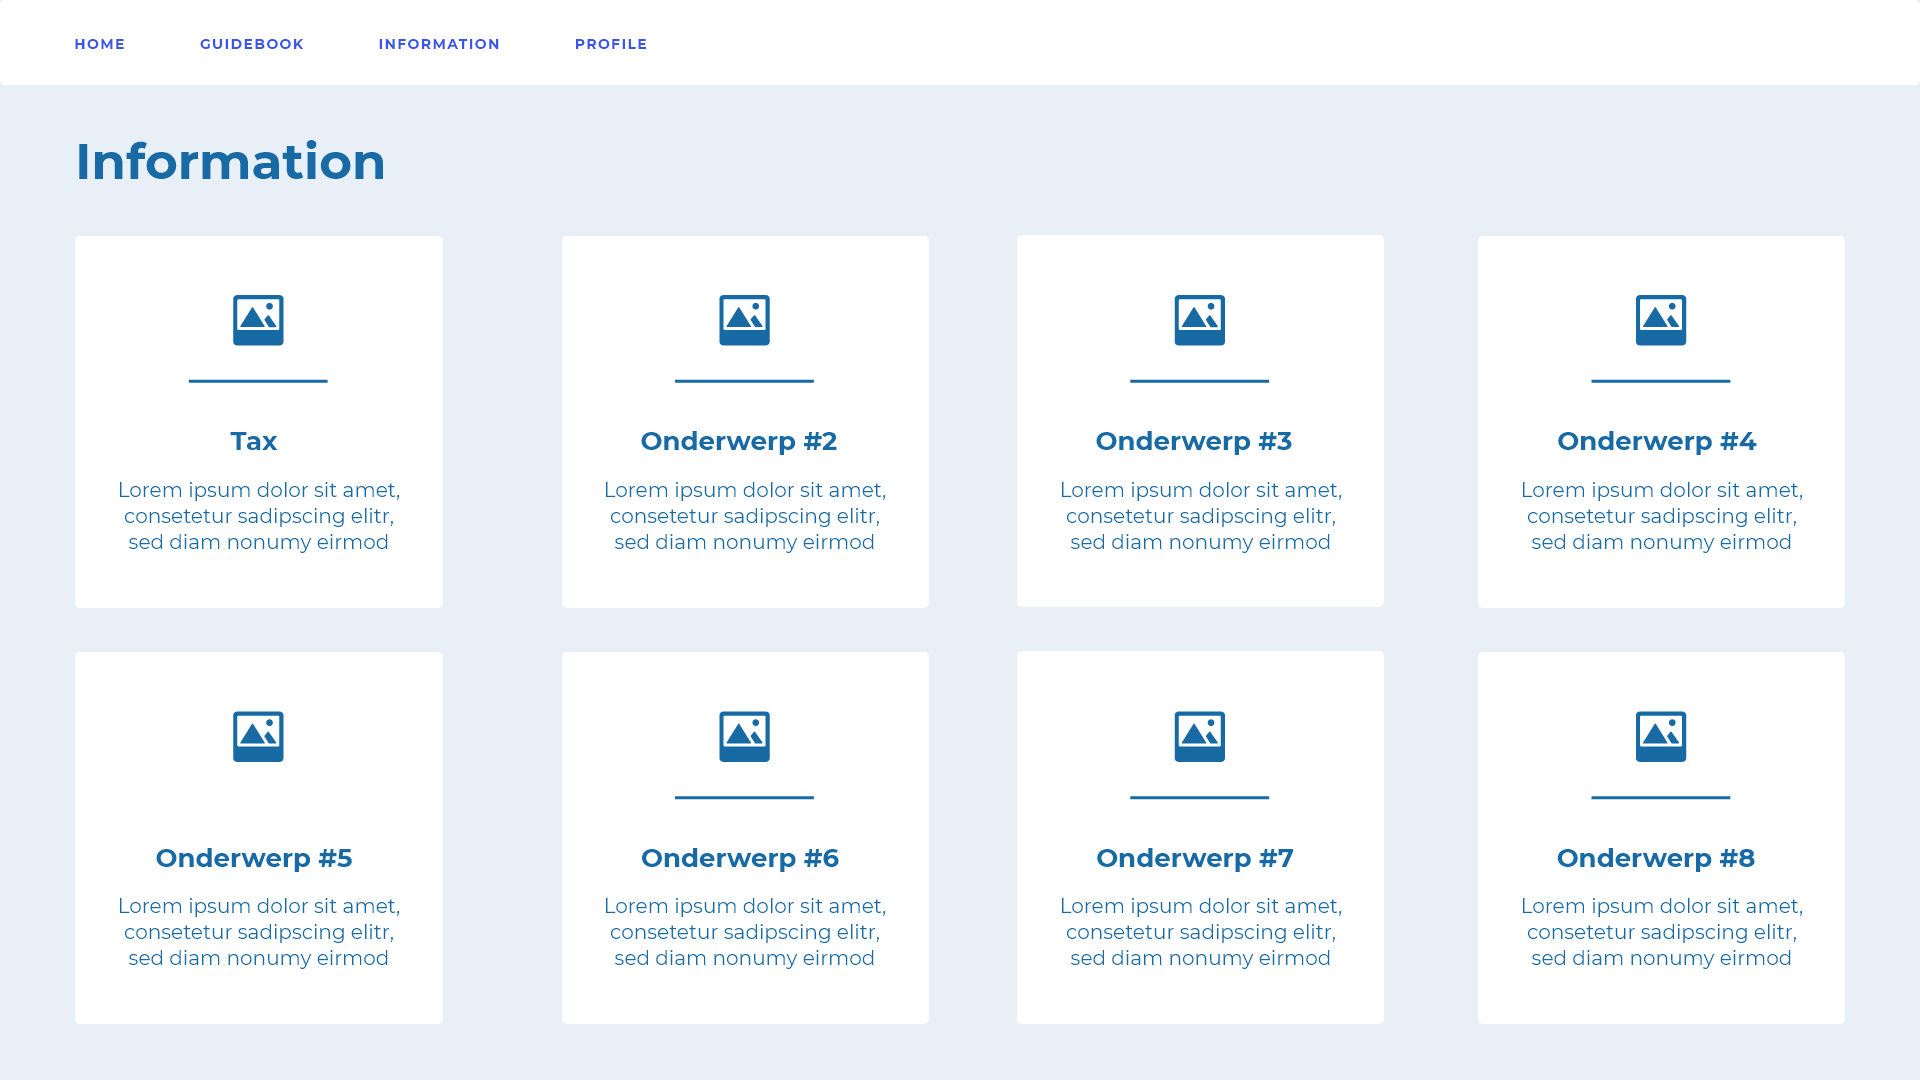 HOME GUIDEBOOK INFORMATION PROFILE
Information
Tax
Lorem ipsum dolor sit amet,
consetetur sadipscing elitr,
sed diam nonumy eirmod
Onderwerp #2
Lorem ipsum dolor sit amet,
consetetur sadipscing elitr,
sed diam nonumy eirmod
Onderwerp #3
Lorem ipsum dolor sit amet,
consetetur sadipscing elitr,
sed diam nonumy eirmod
Onderwerp #4
Lorem ipsum dolor sit amet,
consetetur sadipscing elitr,
sed diam nonumy eirmod
Onderwerp #5
Lorem ipsum dolor sit amet,
consetetur sadipscing elitr,
sed diam nonumy eirmod
Onderwerp #6
Lorem ipsum dolor sit amet,
consetetur sadipscing elitr,
sed diam nonumy eirmod
Onderwerp #7
Lorem ipsum dolor sit amet,
consetetur sadipscing elitr,
sed diam nonumy eirmod
Onderwerp #8
Lorem ipsum dolor sit amet,
consetetur sadipscing elitr,
sed diam nonumy eirmod